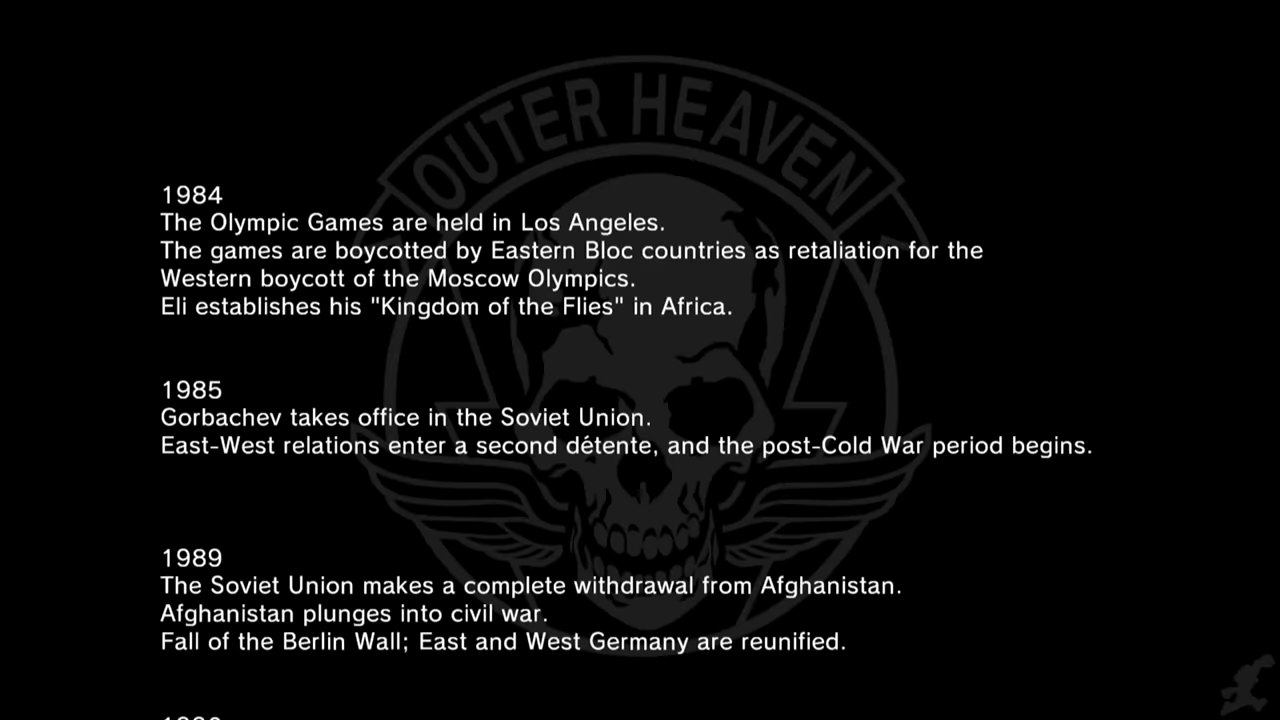 OUTER HEAVEN
1984
The Olympic Games are held in Los Angeles.
The games are boycotted by Eastern Bloc countries as retaliation for the
Western boycott of the Moscow Olympics.
Eli establishes his "Kingdom of the Flies" in Africa.
1985
Gorbachev takes office in the Soviet Union.
East-West relations enter a second détente, and the post-Cold War period begins.
1989
The Soviet Union makes a complete withdrawal from Afghanistan.
Afghanistan plunges into civil war.
Fall of the Berlin Wall; East and West Germany are reunified.